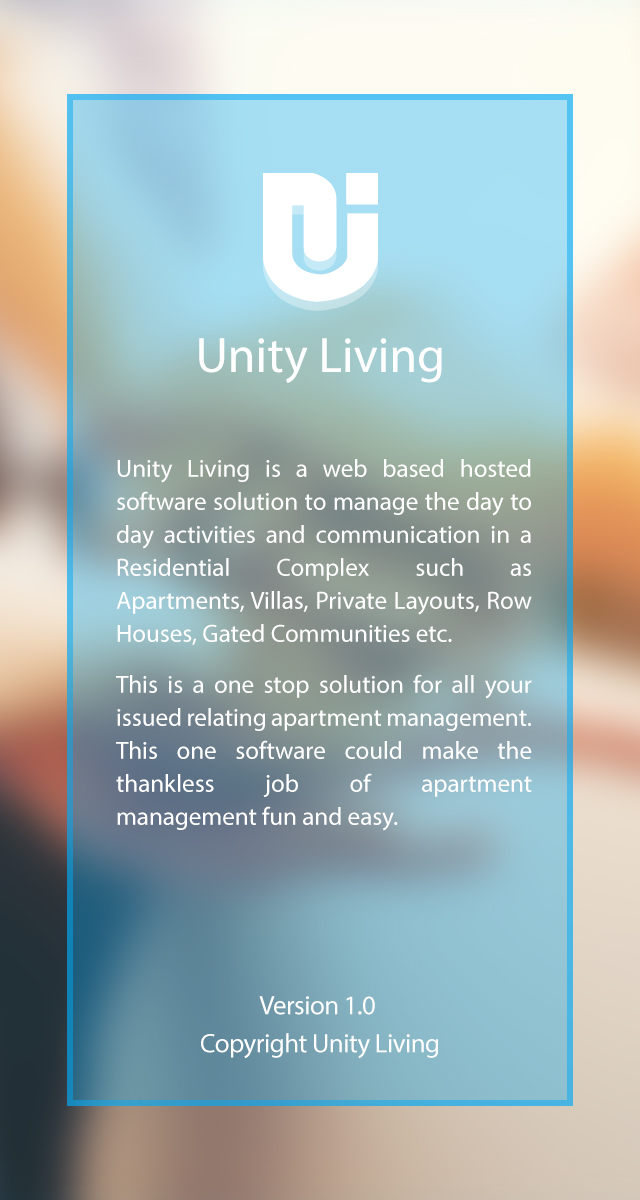 Unity Living
Unity Living is a web based hosted
software solution to manage the day to
day activities and communication in a
Residential Complex such as
Apartments, Villas, Private Layouts, Row
Houses, Gated Communities etc.
This is a one stop solution for all your
issued relating apartment management.
This one software could make the
thankless job of apartment
management fun and easy.
Version 1.0
Copyright Unity Living